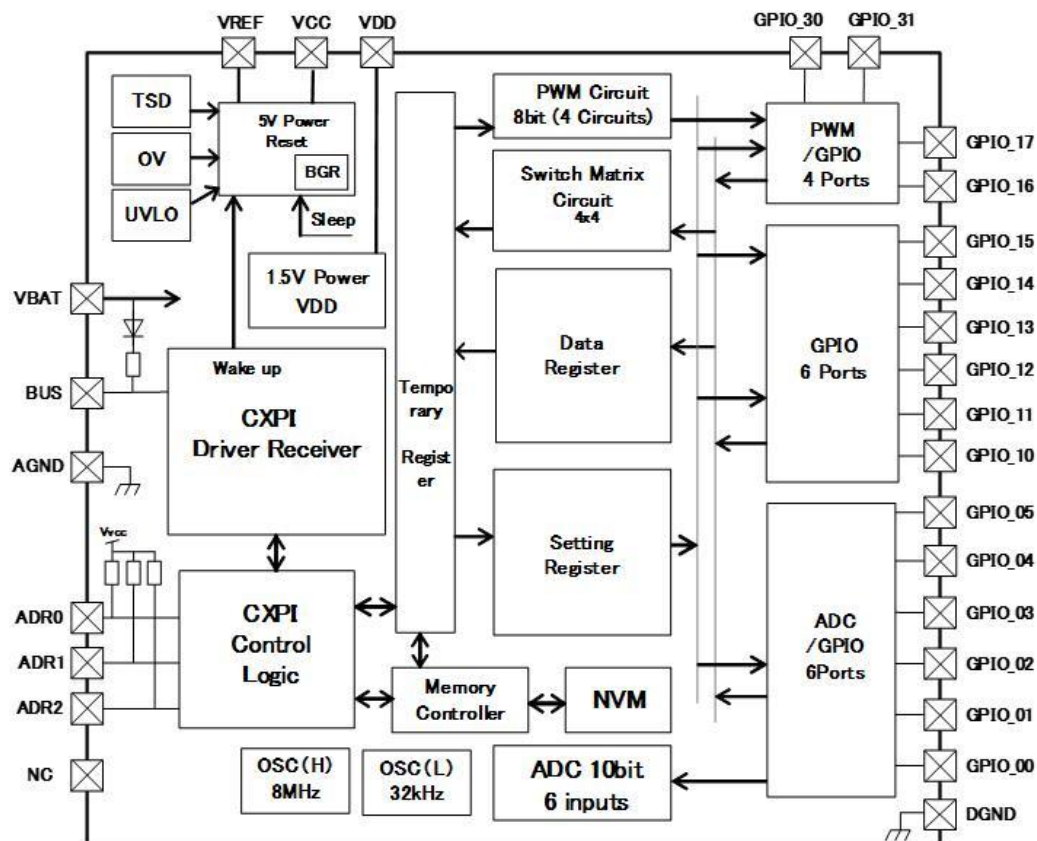 VREF
VCC
VDD
GPIO_30
GPIO_31
TSD
OV
UVLO
5V Power
Reset
BGR
Sleep
1.5V Power
VDD
PWM Circuit
8bit (4 Circuits)
Switch Matrix
Circuit
4x4
Data
Register
Setting
Register
Tempo
rary
Regist
er
PWM
/GPIO
4 Ports
GPIO_17
GPIO_16
GPIO
6 Ports
GPIO_15
GPIO_14
GPIO_13
GPIO_12
GPIO_11
GPIO_10
VBAT
BUS
AGND
Wake up
CXPI
Driver Receiver
Vvcc
ADR0
ADR1
ADR2
NC
CXPI
Control
Logic
Memory
Controller
NVM
OSC(H)
8MHz
OSC(L)
32kHz
ADC 10bit
6 inputs
ADC
/GPIO
6Ports
GPIO_05
GPIO_04
GPIO_03
GPIO_02
GPIO_01
GPIO_00
DGND